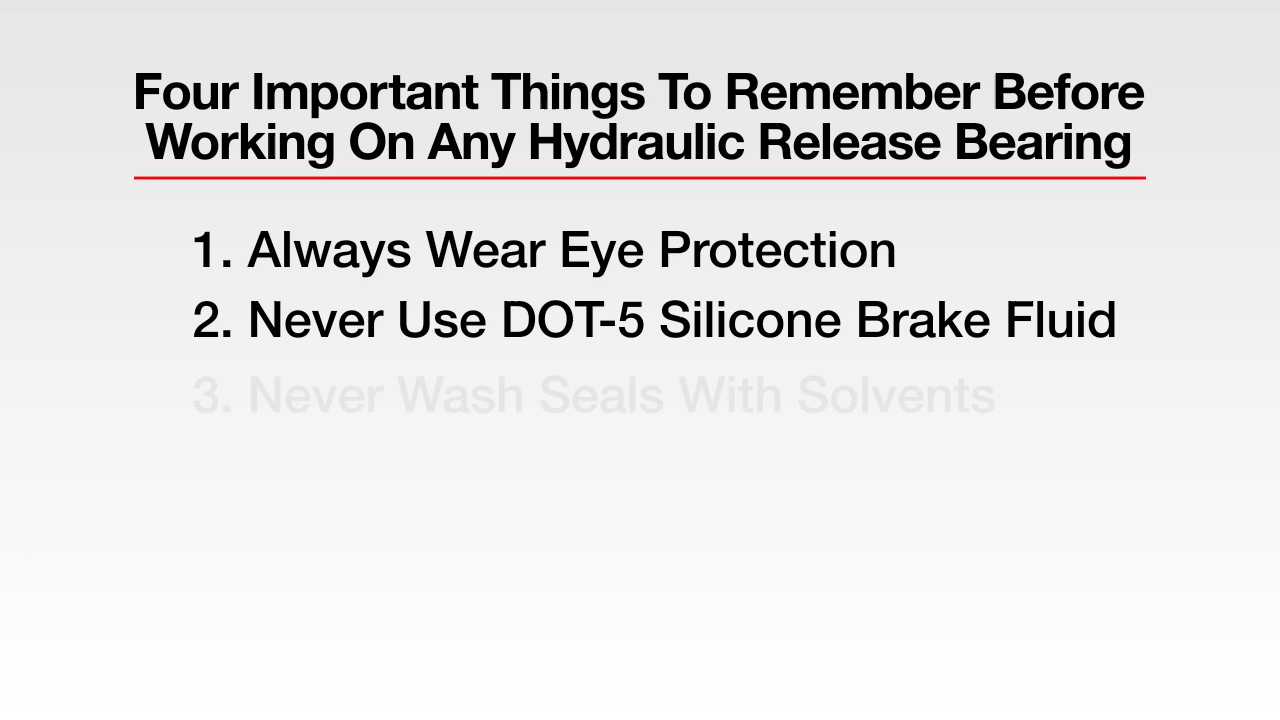 Four Important Things To Remember Before
Working On Any Hydraulic Release Bearing
1. Always Wear Eye Protection
2. Never Use DOT-5 Silicone Brake Fluid
3. Never Wash Seals With Solvents